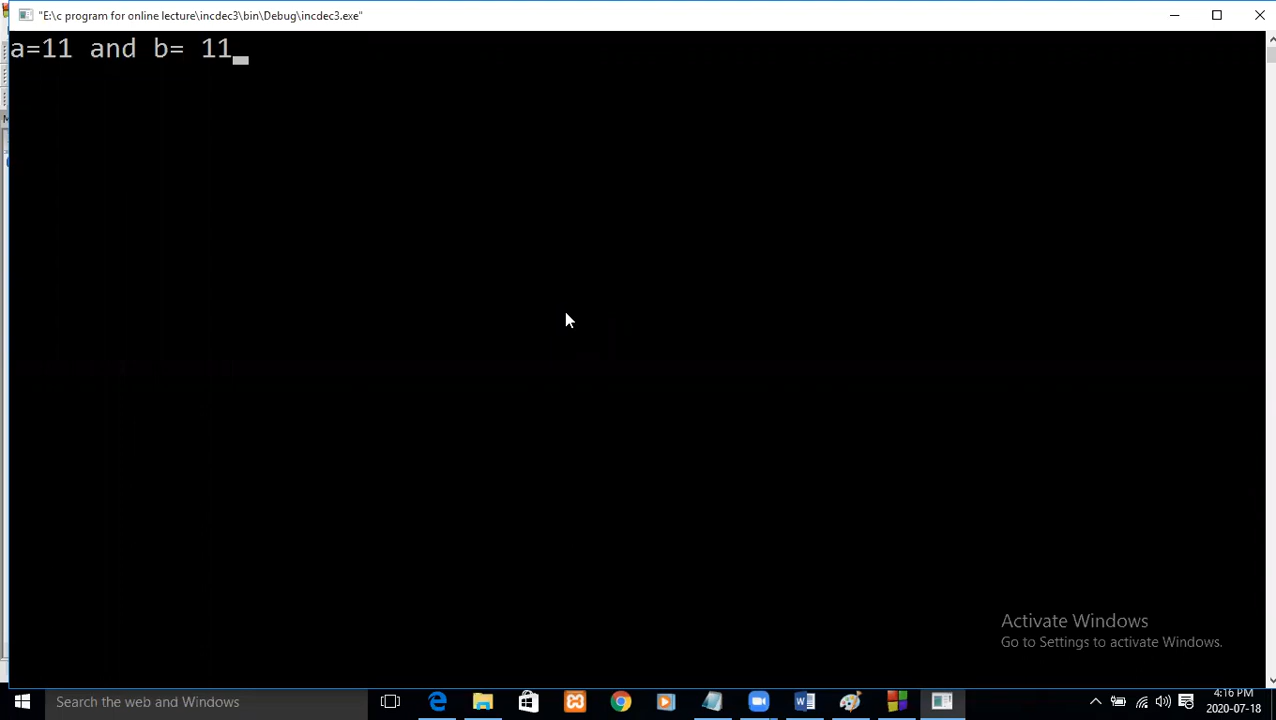 "E:\c program for online lecture\incdec3\bin\Debug\incdec3.exe"
a=11 and b= 11
Activate Windows
Go to Settings to activate Windows.
Search the web and Windows
4:16 PM
2020-07-18